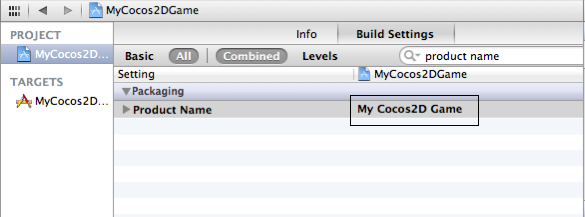 MyCocos2DGame
PROJECT
Info
Build Settings
MyCocos2D...
Basic
All
Combined
Levels
product name
TARGETS
Setting
MyCocos2DGame
MyCocos2D...
Packaging
Product Name
My Cocos2D Game